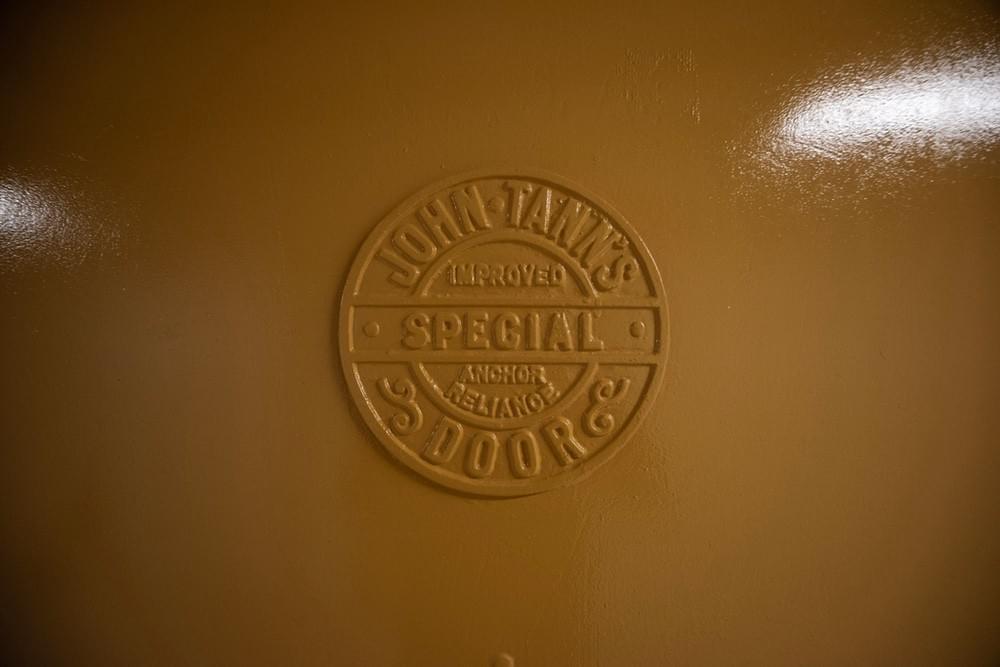 JOHN·TANN'S
IMPROVED
SPECIAL
ANCHOR
RELIANCE
DOOR